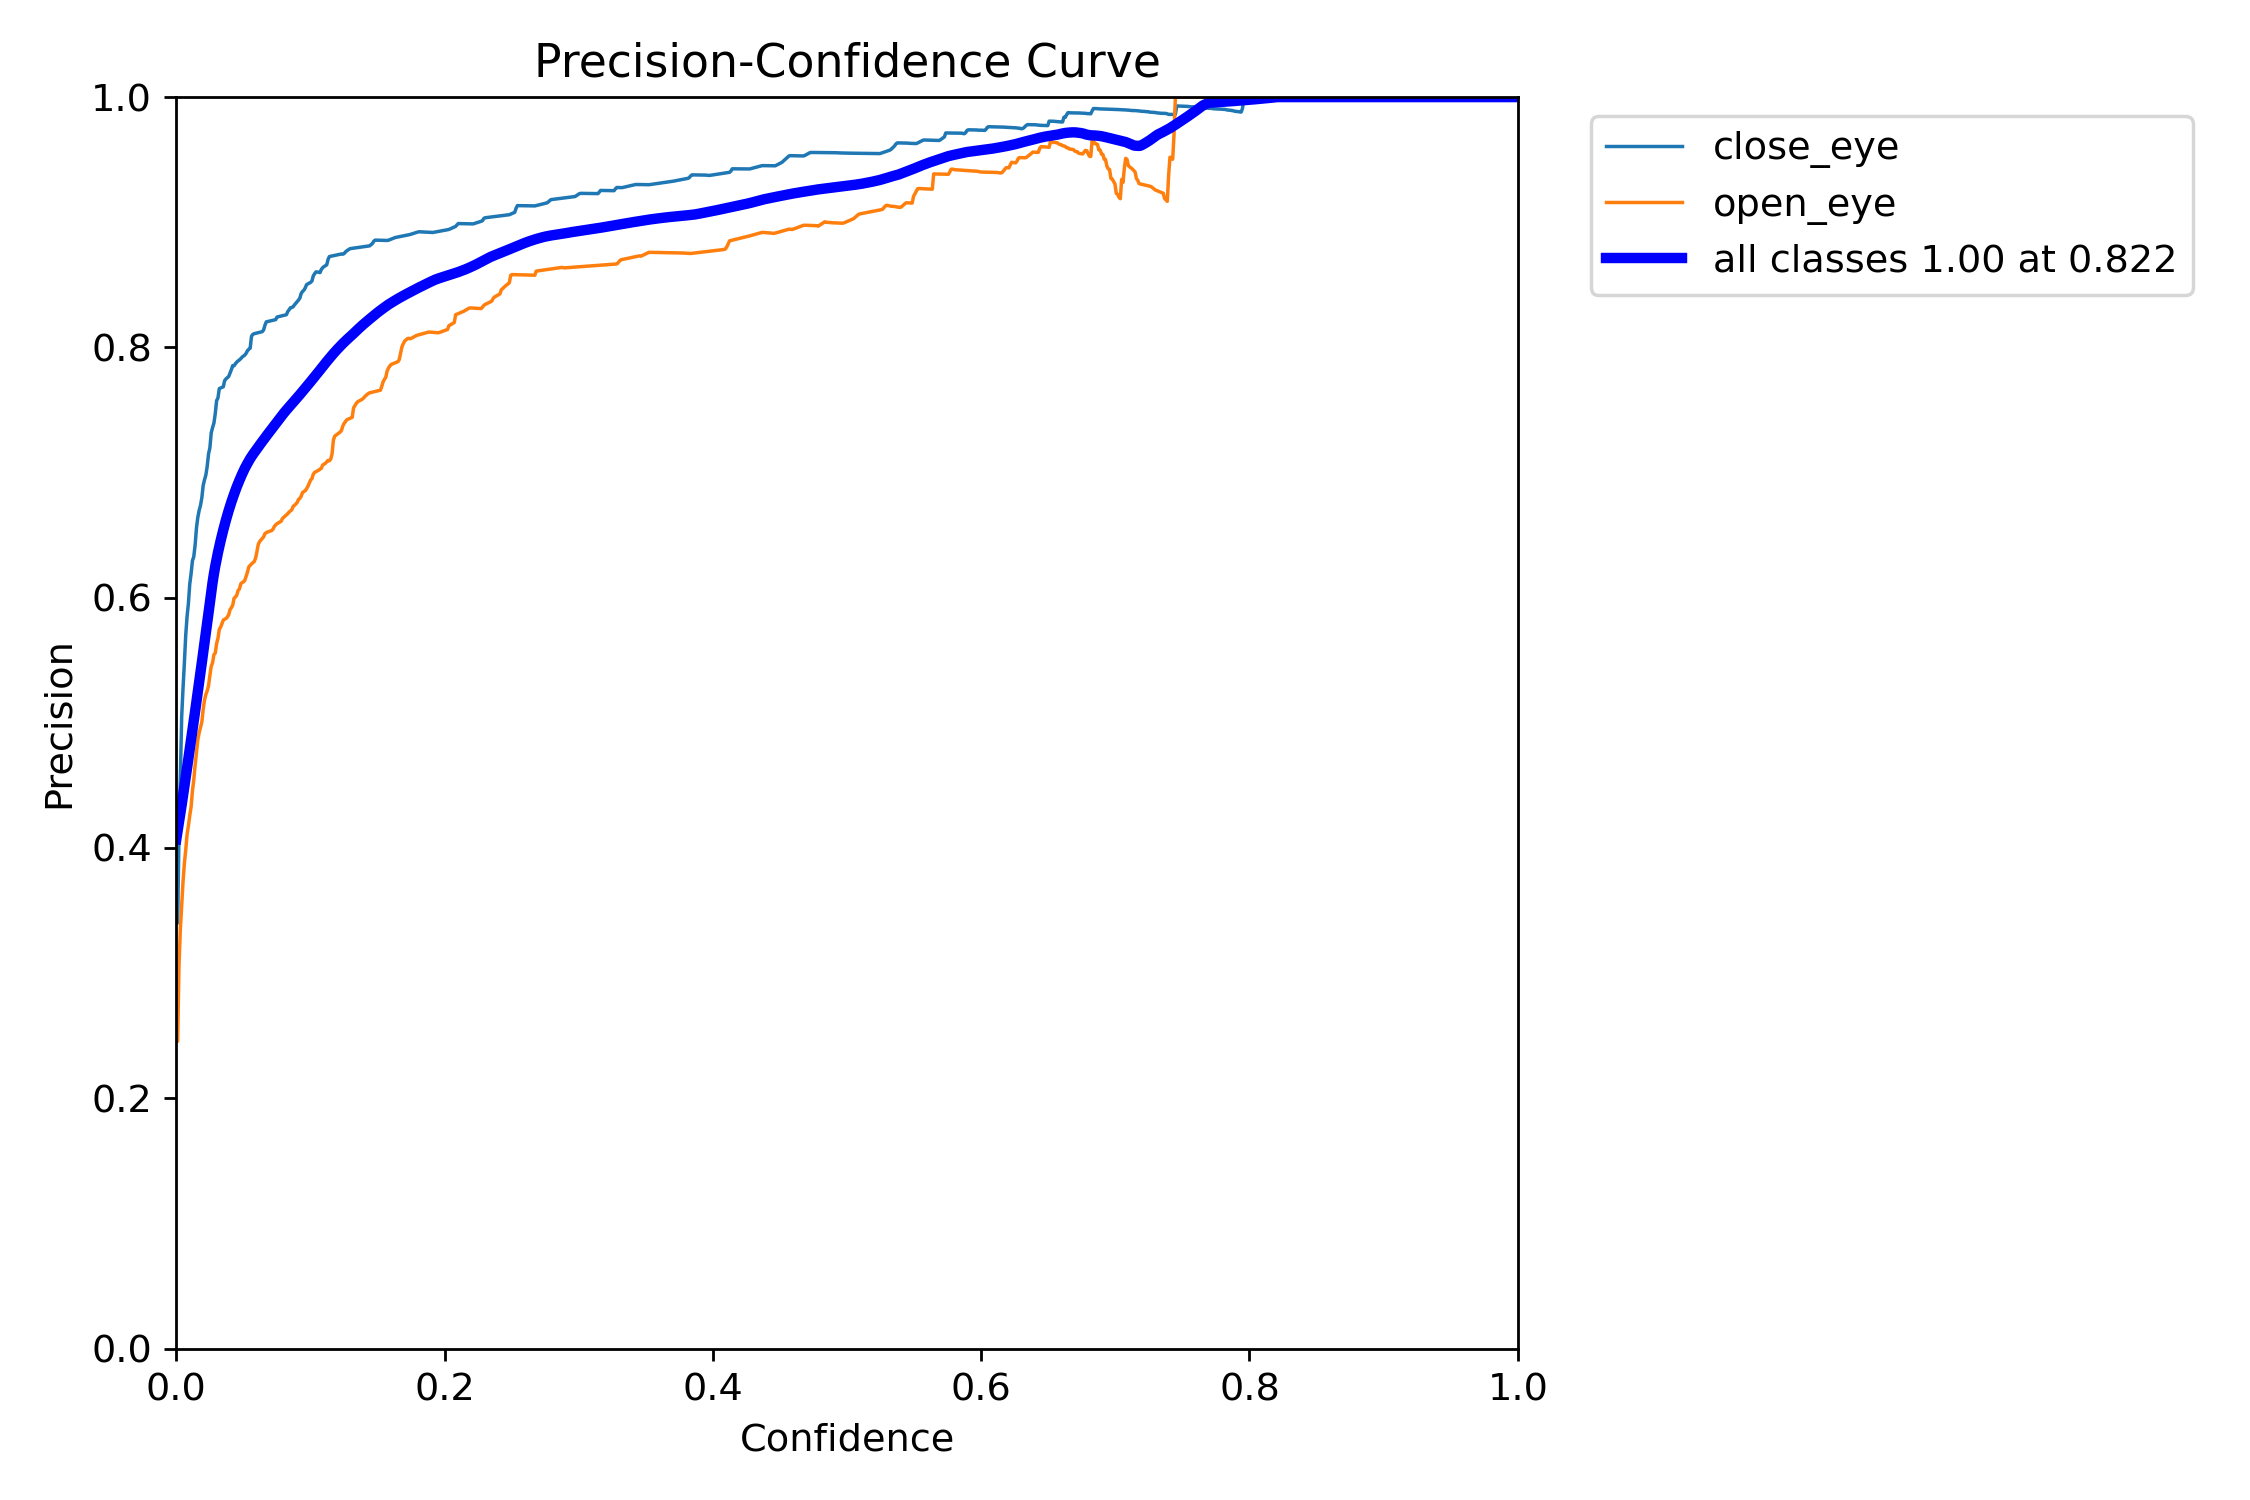 Precision-Confidence Curve
1.0
0.8
0.6
0.4
0.2
0.0
Precision
0.0 0.2 0.4 0.6 0.8 1.0
Confidence
close_eye
open_eye
all classes 1.00 at 0.822